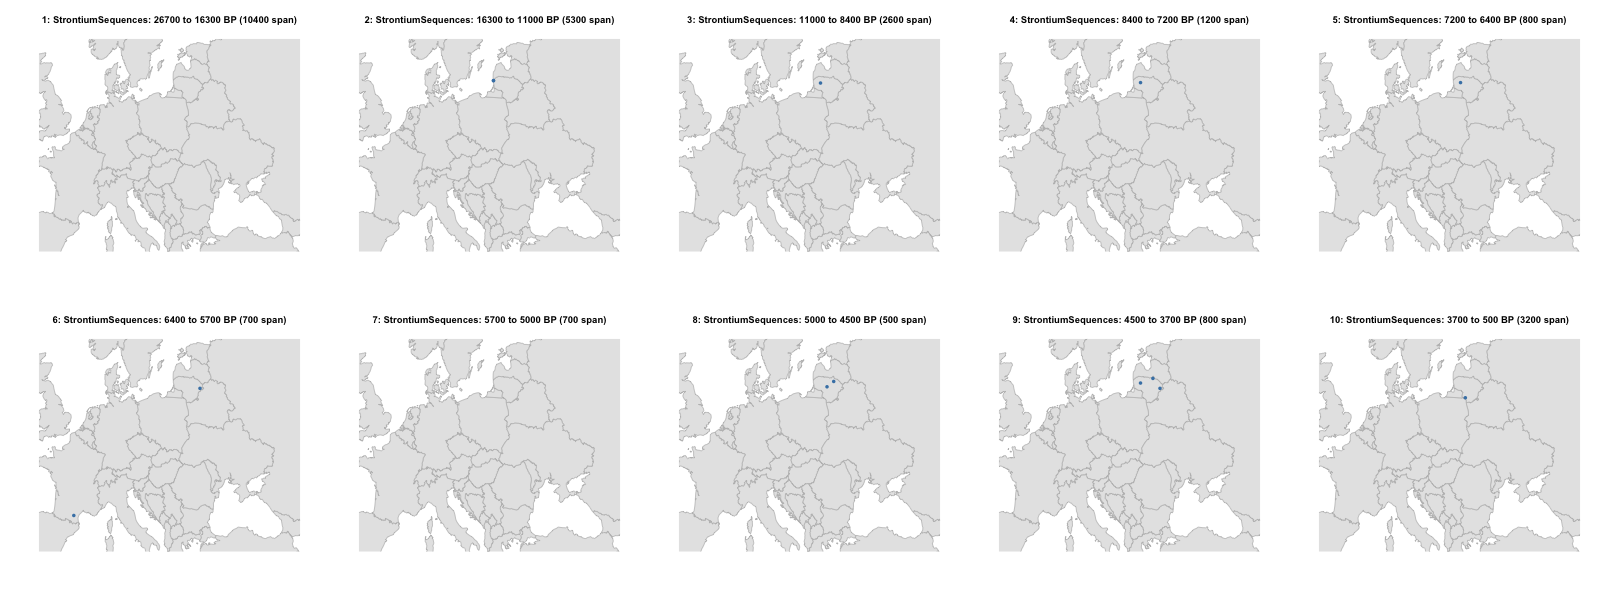 1: StrontiumSequences: 26700 to 16300 BP (10400 span)
2: StrontiumSequences: 16300 to 11000 BP (5300 span)
3: StrontiumSequences: 11000 to 8400 BP (2600 span)
4: StrontiumSequences: 8400 to 7200 BP (1200 span)
5: StrontiumSequences: 7200 to 6400 BP (800 span)
6: StrontiumSequences: 6400 to 5700 BP (700 span)
7: StrontiumSequences: 5700 to 5000 BP (700 span)
8: StrontiumSequences: 5000 to 4500 BP (500 span)
9: StrontiumSequences: 4500 to 3700 BP (800 span)
10: StrontiumSequences: 3700 to 500 BP (3200 span)